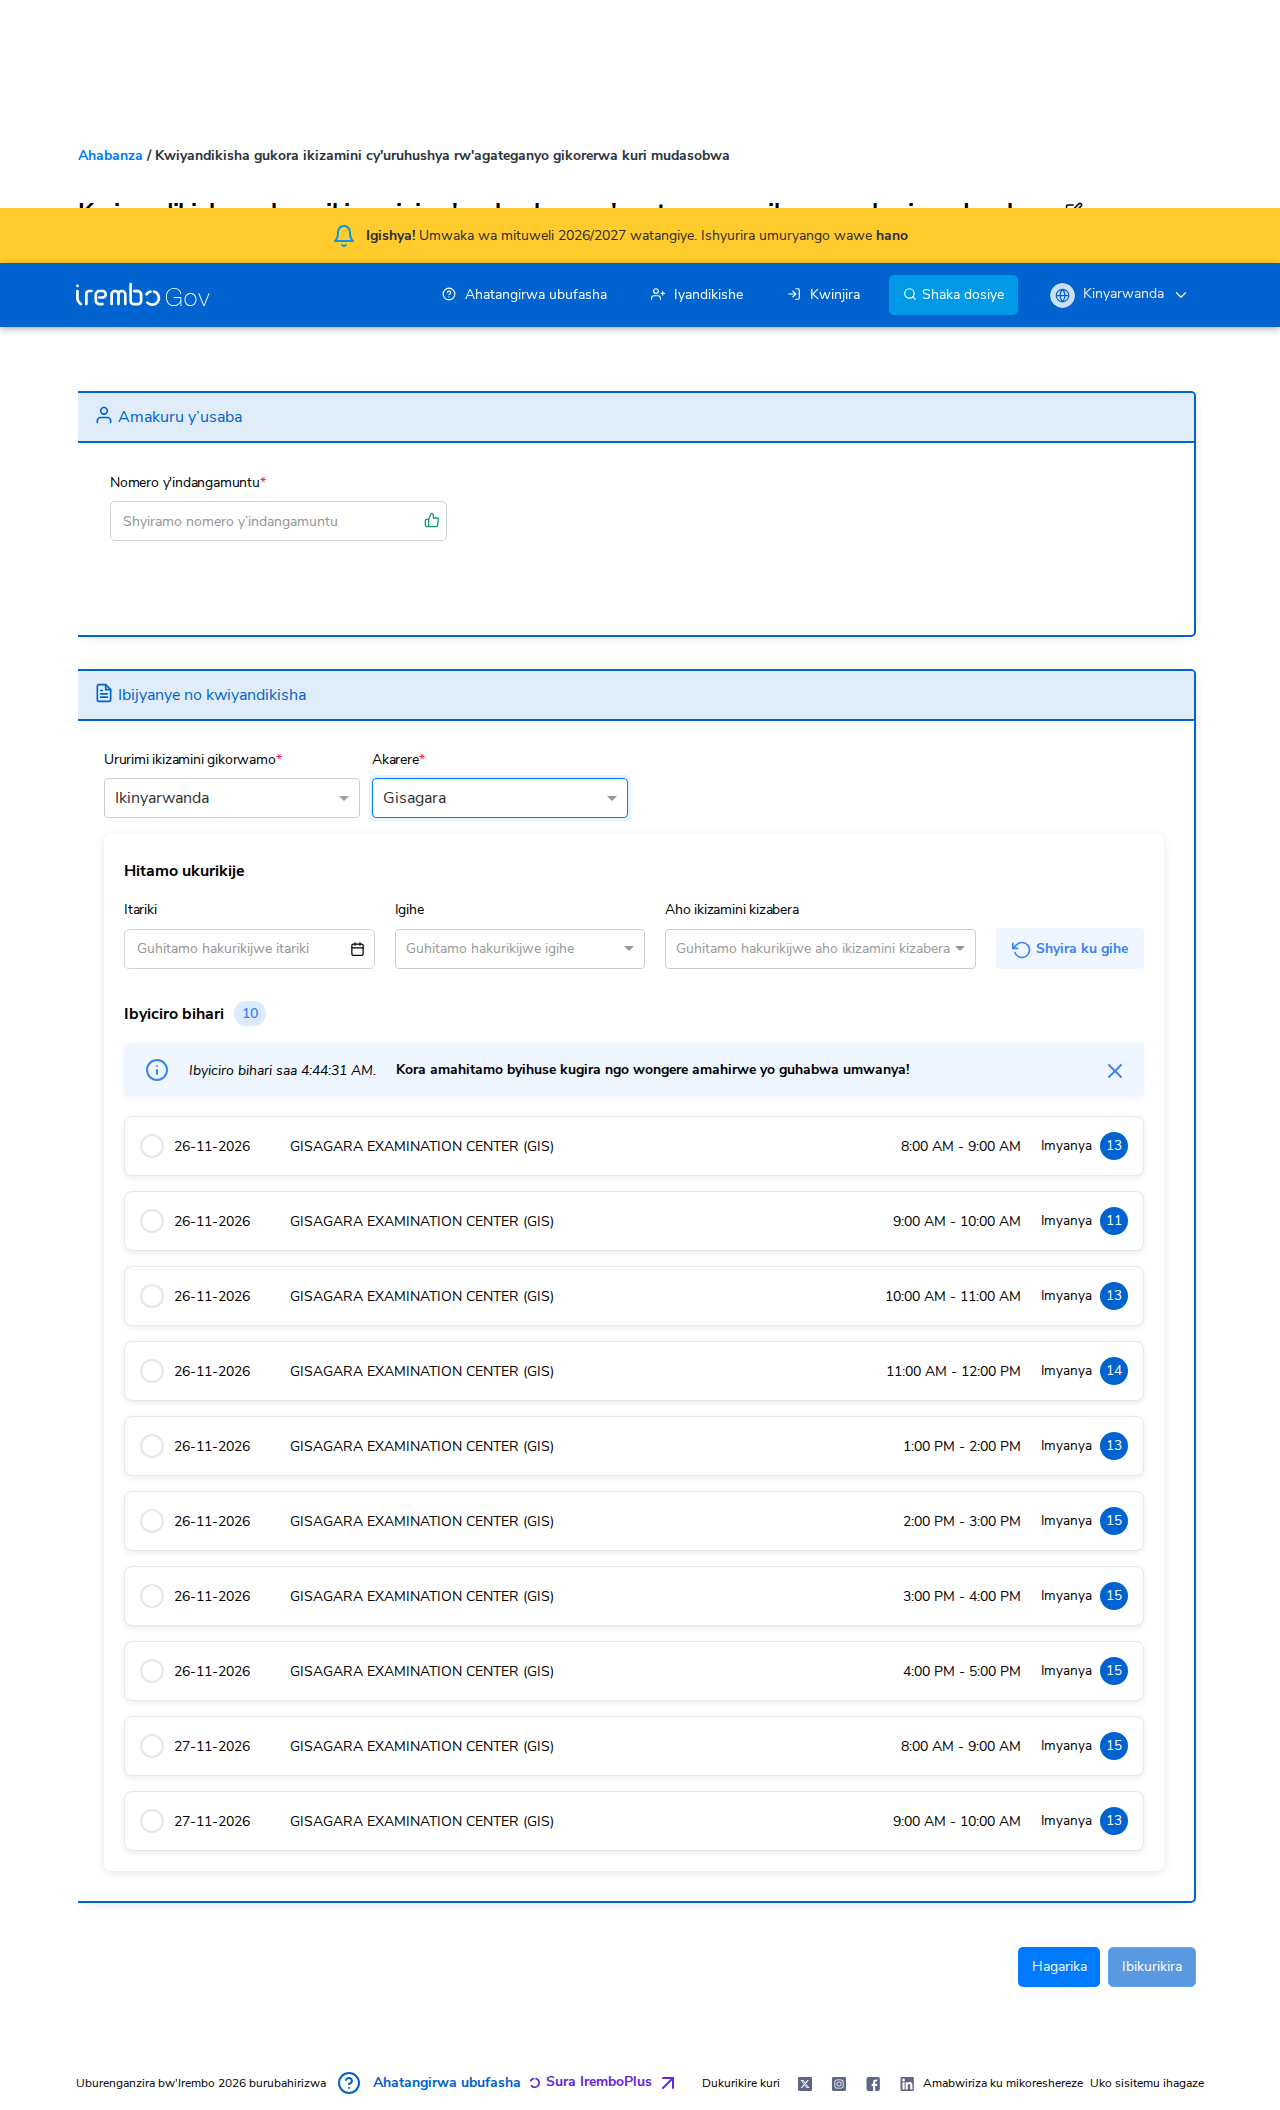 Ahabanza / Kwiyandikisha gukora ikizamini cy'uruhushya rw'agateganyo gikorerwa kuri mudasobwa
Igishya! Umwaka wa mituweli 2026/2027 watangiye. Ishyurira umuryango wawe hano
irembo Gov
Ahatangirwa ubufasha
Iyandikishe
Kwinjira
Shaka dosiye
Kinyarwanda
Amakuru y’usaba
Nomero y'indangamuntu*
Shyiramo nomero y’indangamuntu
Ibijyanye no kwiyandikisha
Ururimi ikizamini gikorwamo* Akarere*
Ikinyarwanda Gisagara
Hitamo ukurikije
Itariki Igihe Aho ikizamini kizabera
Guhitamo hakurikijwe itariki Guhitamo hakurikijwe igihe Guhitamo hakurikijwe aho ikizamini kizabera Shyira ku gihe
Ibyiciro bihari 10
Ibyiciro bihari saa 4:44:31 AM. Kora amahitamo byihuse kugira ngo wongere amahirwe yo guhabwa umwanya!
26-11-2026 GISAGARA EXAMINATION CENTER (GIS) 8:00 AM - 9:00 AM Imyanya 13
26-11-2026 GISAGARA EXAMINATION CENTER (GIS) 9:00 AM - 10:00 AM Imyanya 11
26-11-2026 GISAGARA EXAMINATION CENTER (GIS) 10:00 AM - 11:00 AM Imyanya 13
26-11-2026 GISAGARA EXAMINATION CENTER (GIS) 11:00 AM - 12:00 PM Imyanya 14
26-11-2026 GISAGARA EXAMINATION CENTER (GIS) 1:00 PM - 2:00 PM Imyanya 13
26-11-2026 GISAGARA EXAMINATION CENTER (GIS) 2:00 PM - 3:00 PM Imyanya 15
26-11-2026 GISAGARA EXAMINATION CENTER (GIS) 3:00 PM - 4:00 PM Imyanya 15
26-11-2026 GISAGARA EXAMINATION CENTER (GIS) 4:00 PM - 5:00 PM Imyanya 15
27-11-2026 GISAGARA EXAMINATION CENTER (GIS) 8:00 AM - 9:00 AM Imyanya 15
27-11-2026 GISAGARA EXAMINATION CENTER (GIS) 9:00 AM - 10:00 AM Imyanya 13
Hagarika Ibikurikira
Uburenganzira bw'Irembo 2026 burubahirizwa Ahatangirwa ubufasha Sura IremboPlus Dukurikire kuri Amabwiriza ku mikoreshereze Uko sisitemu ihagaze